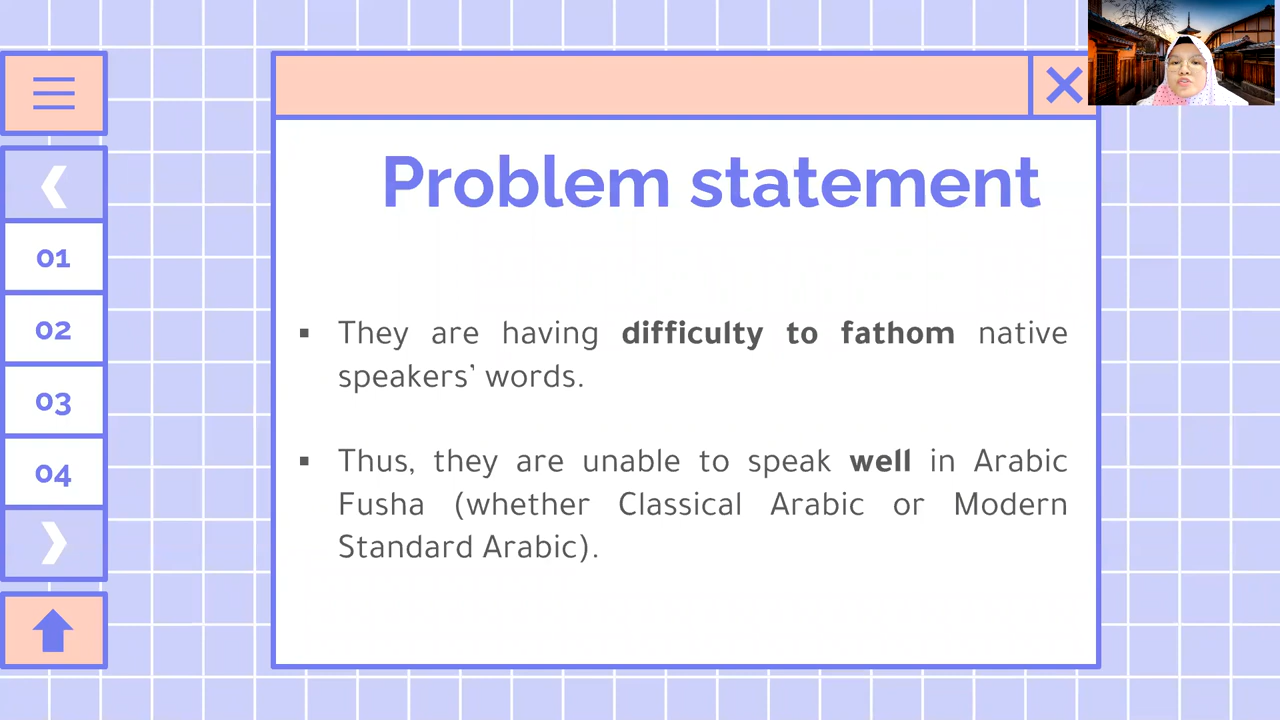 Problem statement
01
02
03
04
▪ They are having difficulty to fathom native
speakers’ words.
▪ Thus, they are unable to speak well in Arabic
Fusha (whether Classical Arabic or Modern
Standard Arabic).